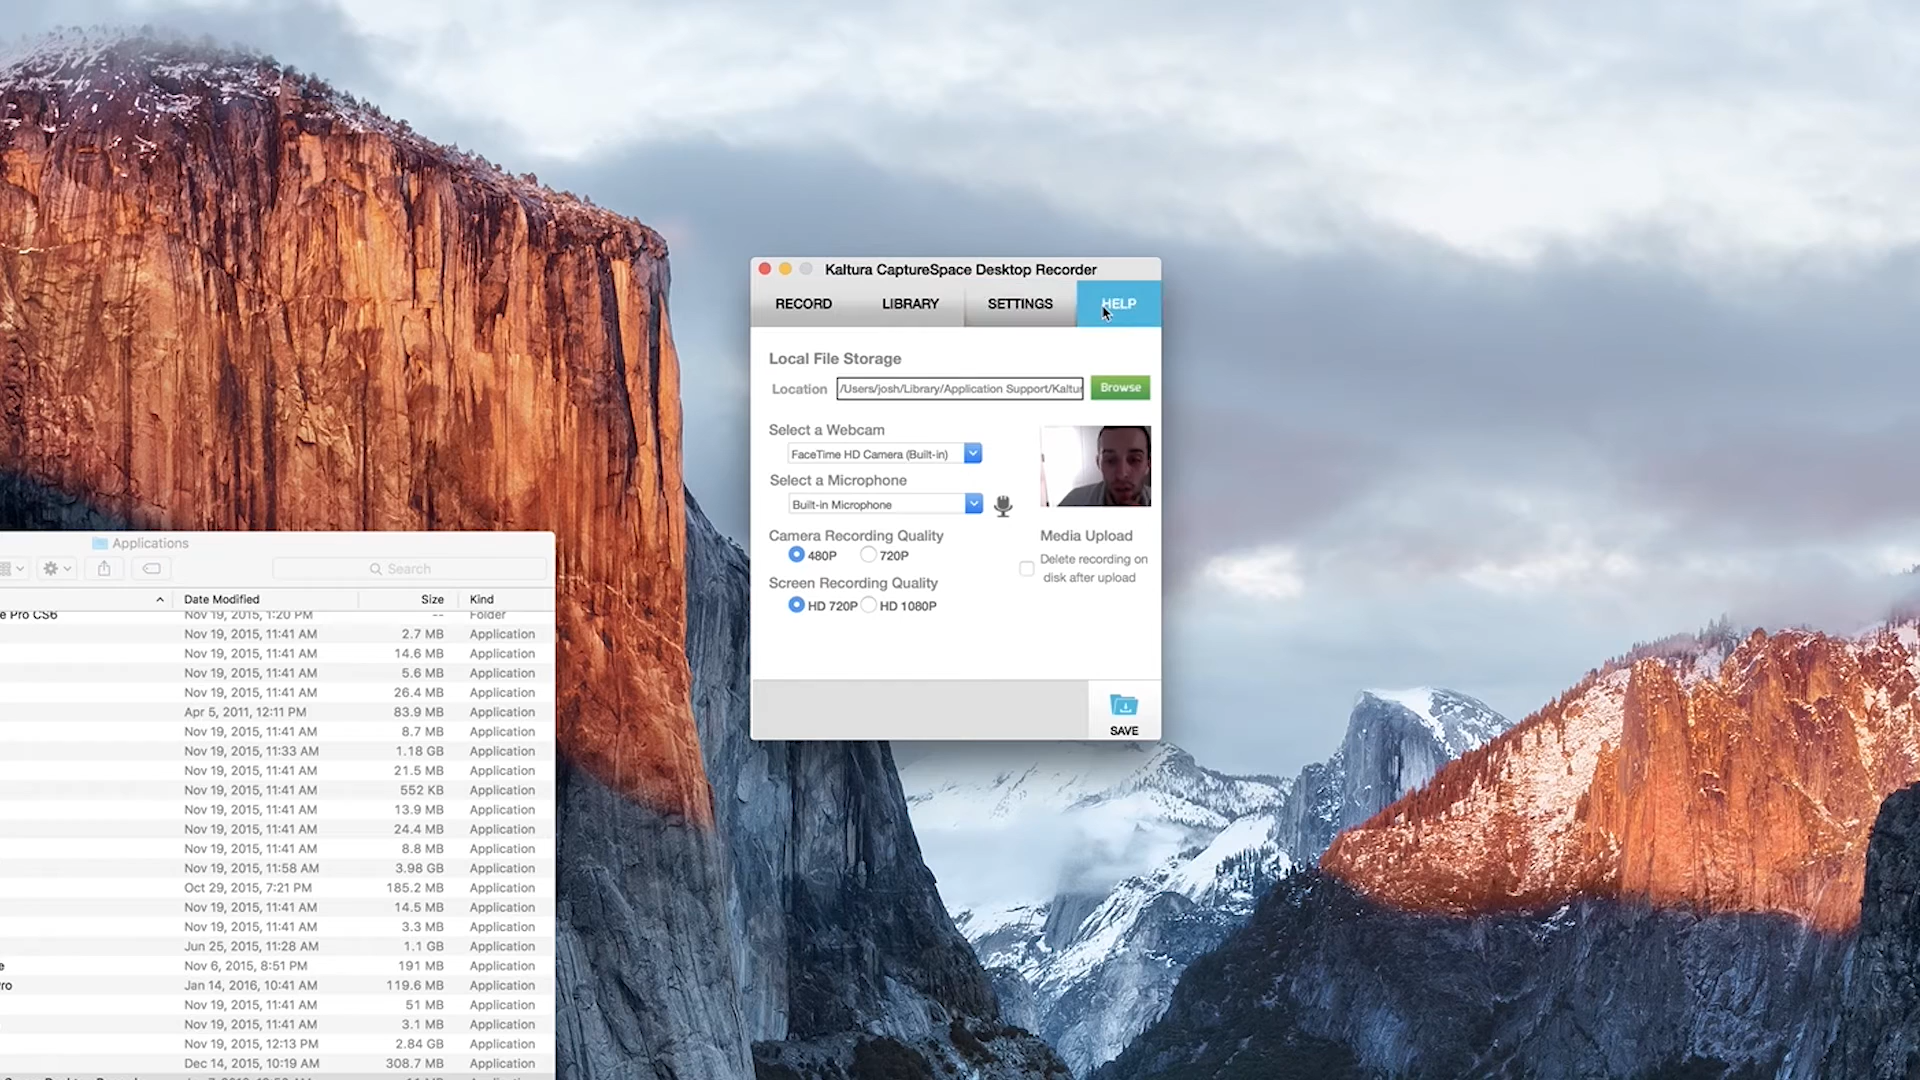 Kaltura CaptureSpace Desktop Recorder
RECORD LIBRARY SETTINGS HELP
Local File Storage
Location /Users/josh/Library/Application Support/Kaltur Browse
Select a Webcam
FaceTime HD Camera (Built-in)
Select a Microphone
Built-in Microphone
Camera Recording Quality
480P 720P
Screen Recording Quality
HD 720P HD 1080P
Media Upload
Delete recording on
disk after upload
SAVE
Applications
Search
Date Modified Size Kind
e Pro CS6 Nov 19, 2015, 1:20 PM -- Folder
Nov 19, 2015, 11:41 AM 2.7 MB Application
Nov 19, 2015, 11:41 AM 14.6 MB Application
Nov 19, 2015, 11:41 AM 5.6 MB Application
Nov 19, 2015, 11:41 AM 26.4 MB Application
Apr 5, 2011, 12:11 PM 83.9 MB Application
Nov 19, 2015, 11:41 AM 8.7 MB Application
Nov 19, 2015, 11:33 AM 1.18 GB Application
Nov 19, 2015, 11:41 AM 21.5 MB Application
Nov 19, 2015, 11:41 AM 552 KB Application
Nov 19, 2015, 11:41 AM 13.9 MB Application
Nov 19, 2015, 11:41 AM 24.4 MB Application
Nov 19, 2015, 11:41 AM 8.8 MB Application
Nov 19, 2015, 11:58 AM 3.98 GB Application
Oct 29, 2015, 7:21 PM 185.2 MB Application
Nov 19, 2015, 11:41 AM 14.5 MB Application
Nov 19, 2015, 11:41 AM 3.3 MB Application
Jun 25, 2015, 11:28 AM 1.1 GB Application
e Nov 6, 2015, 8:51 PM 191 MB Application
ro Jan 14, 2016, 10:41 AM 119.6 MB Application
Nov 19, 2015, 11:41 AM 51 MB Application
Nov 19, 2015, 11:41 AM 3.1 MB Application
Nov 19, 2015, 12:13 PM 2.84 GB Application
Dec 14, 2015, 10:19 AM 308.7 MB Application